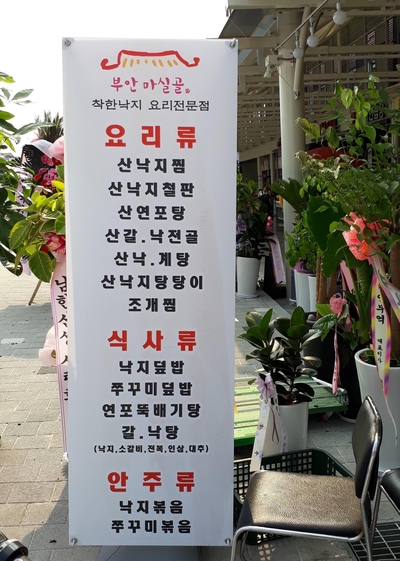 부안 마실골
착한낙지 요리전문점
요리류
산낙지찜
산낙지철판
산연포탕
산갈.낙전골
산낙.계탕
산낙지탕탕이
조개찜
식사류
낙지덮밥
쭈꾸미덮밥
연포뚝배기탕
갈.낙탕
(낙지,소갈비,전복,인삼,대추)
안주류
낙지볶음
쭈꾸미볶음